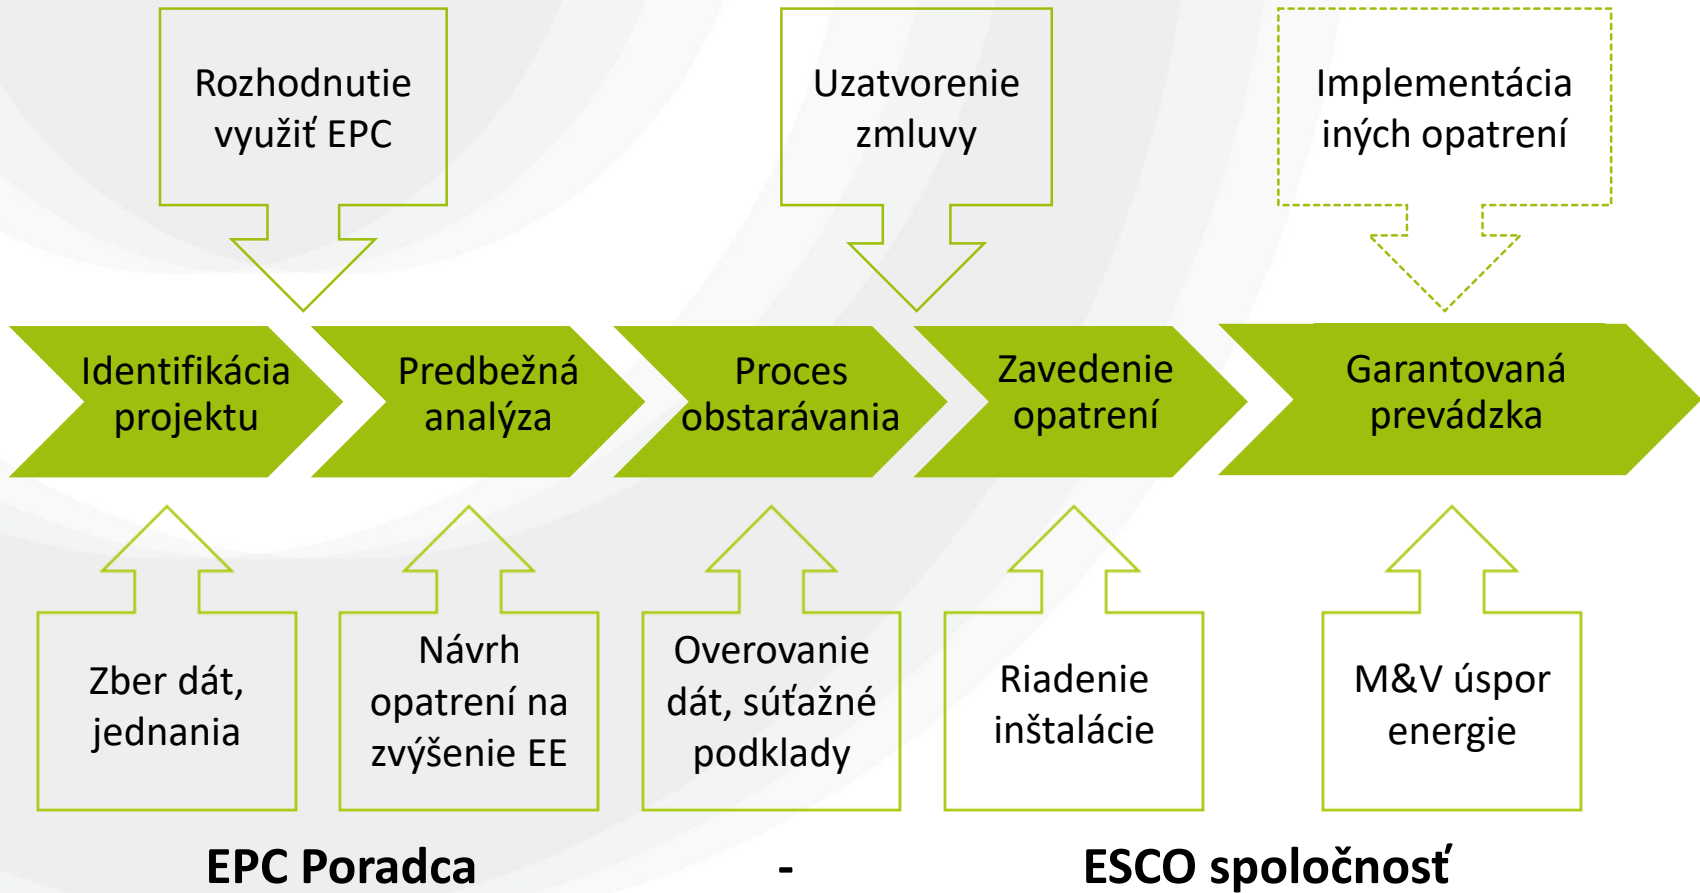 Rozhodnutie
využiť EPC
Uzatvorenie
zmluvy
Implementácia
iných opatrení
Identifikácia
projektu
Predbežná
analýza
Proces
obstarávania
Zavedenie
opatrení
Garantovaná
prevádzka
Zber dát,
jednania
Návrh
opatrení na
zvýšenie EE
Overovanie
dát, súťažné
podklady
Riadenie
inštalácie
M&V úspor
energie
EPC Poradca - ESCO spoločnosť